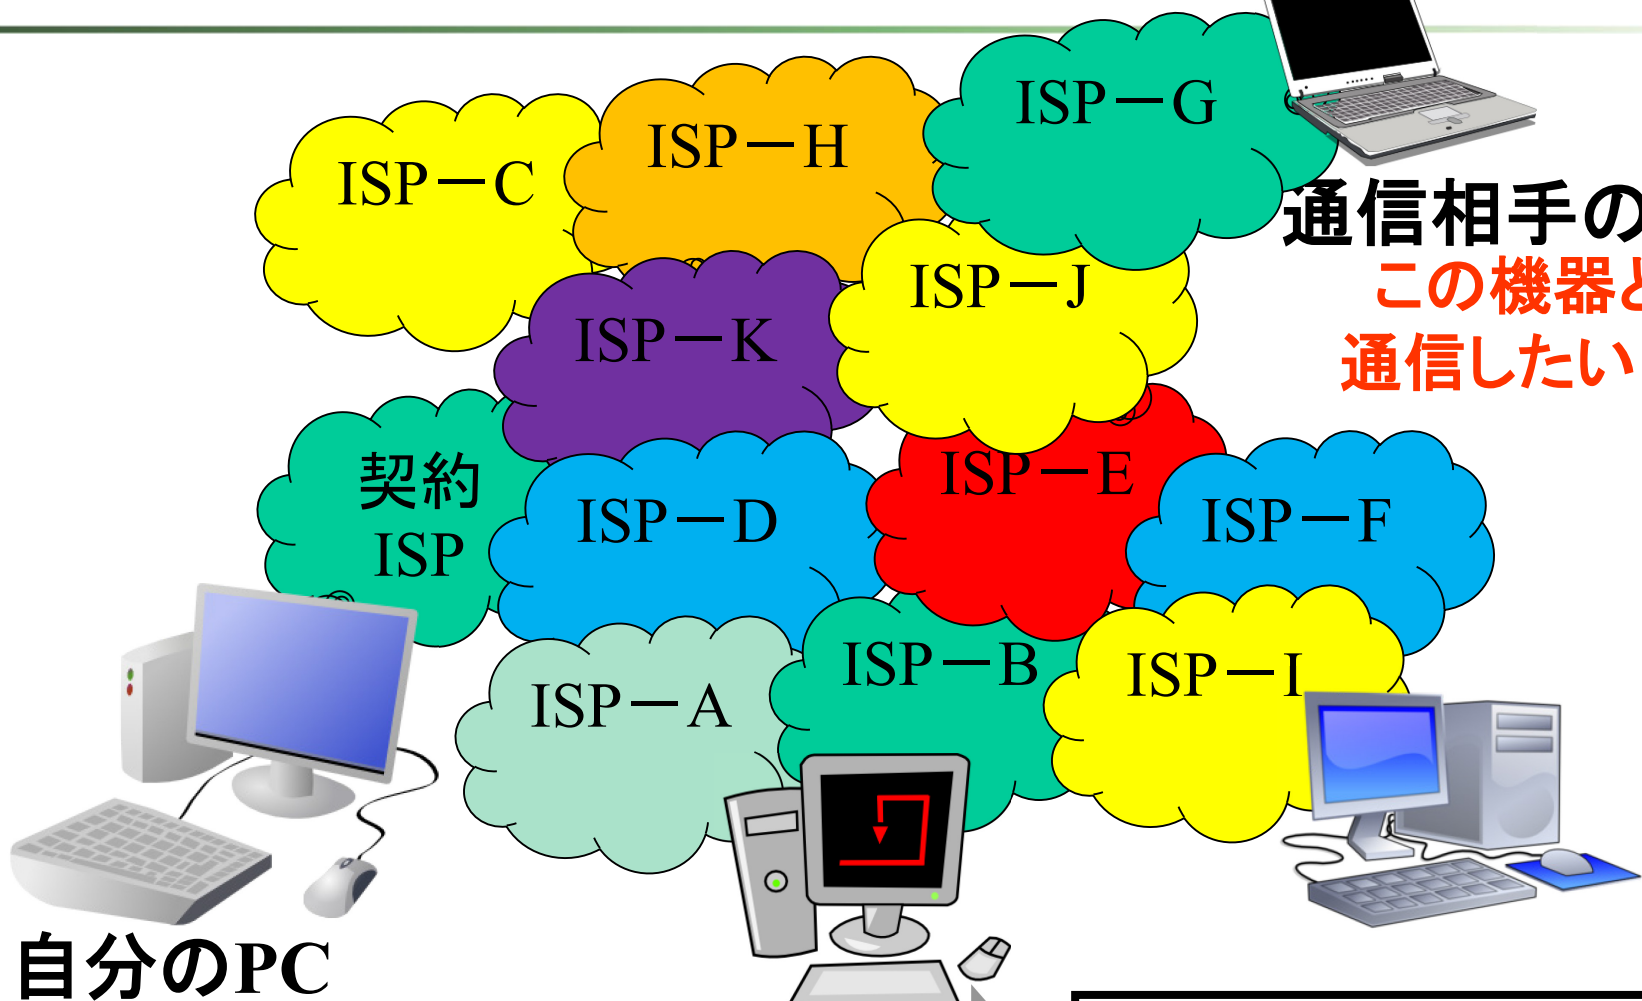 ISP－G
ISP－H
ISP－C
通信相手の
この機器と
通信したい
ISP－J
ISP－K
契約
ISP
ISP－E
ISP－D
ISP－F
ISP－B
ISP－I
ISP－A
自分のPC